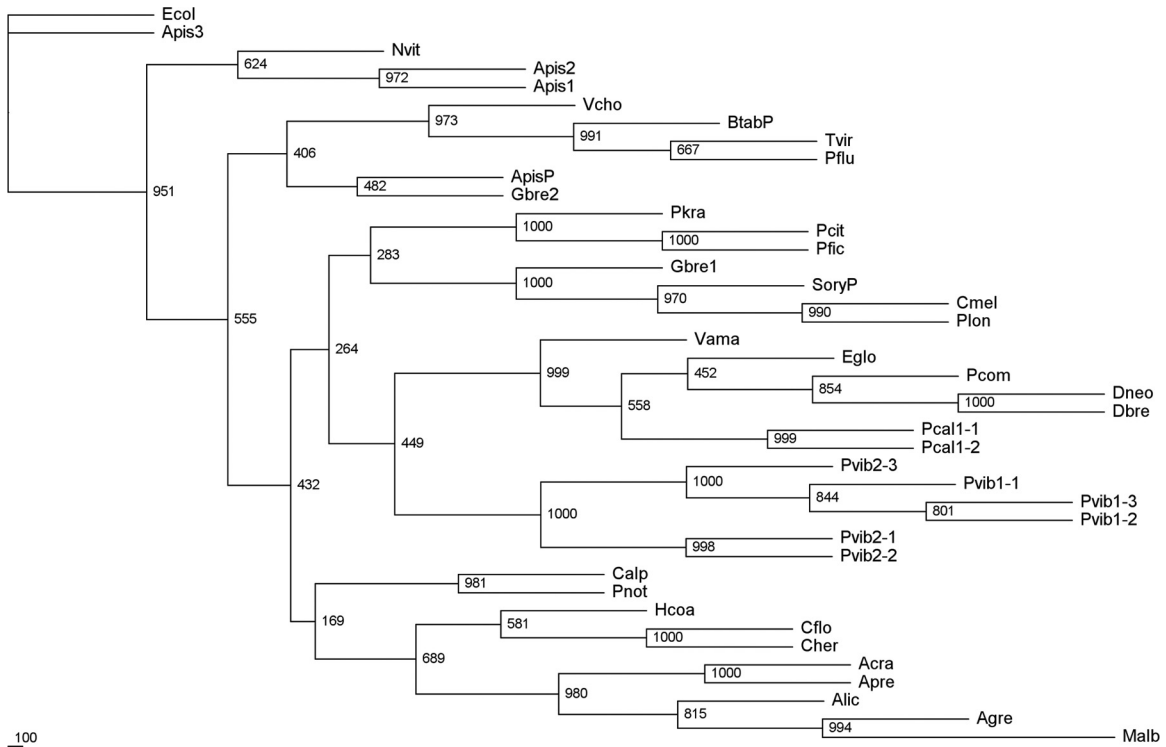 Ecol
Apis3
Nvit
624
Apis2
972
Apis1
Vcho
973
BtabP
991
Tvir
667
Pflu
406
ApisP
482
Gbre2
951
Pkra
1000
Pcit
1000
Pfic
283
Gbre1
1000
SoryP
970
Cmel
990
Plon
555
264
Vama
999
Eglo
452
Pcom
854
Dneo
1000
Dbre
558
Pcal1-1
999
Pcal1-2
449
Pvib2-3
1000
Pvib1-1
844
Pvib1-3
801
Pvib1-2
432
1000
Pvib2-1
998
Pvib2-2
Calp
981
Pnot
169
Hcoa
581
Cflo
1000
Cher
689
Acra
1000
Apre
980
Alic
815
Agre
994
Malb
100